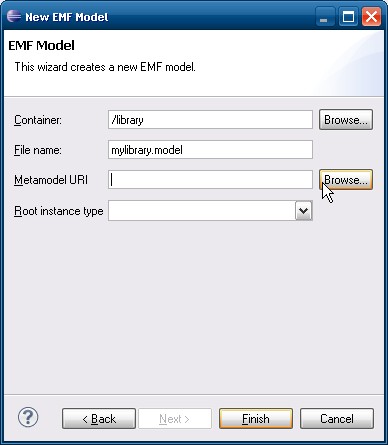 New EMF Model
EMF Model
This wizard creates a new EMF model.
Container: /library Browse...
File name: mylibrary.model
Metamodel URI Browse...
Root instance type
? < Back Next > Finish Cancel